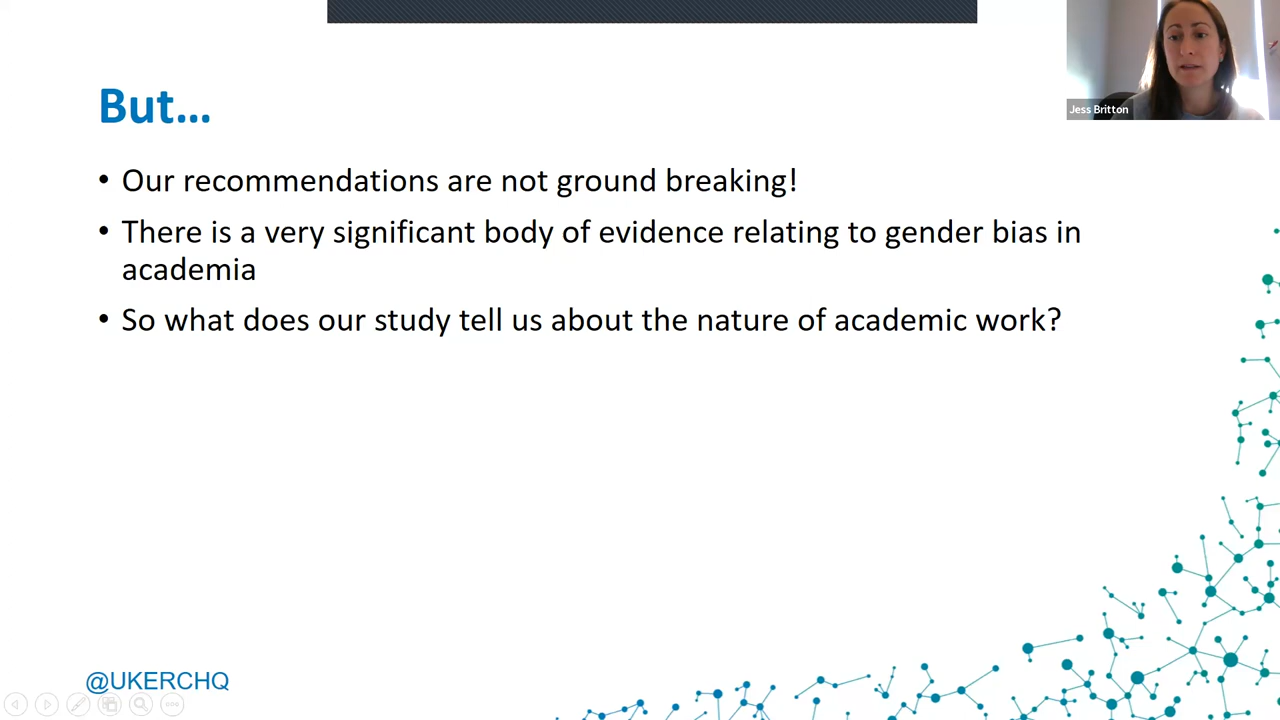 Jess Britton
But...
• Our recommendations are not ground breaking!
• There is a very significant body of evidence relating to gender bias in
academia
• So what does our study tell us about the nature of academic work?
@UKERCHQ